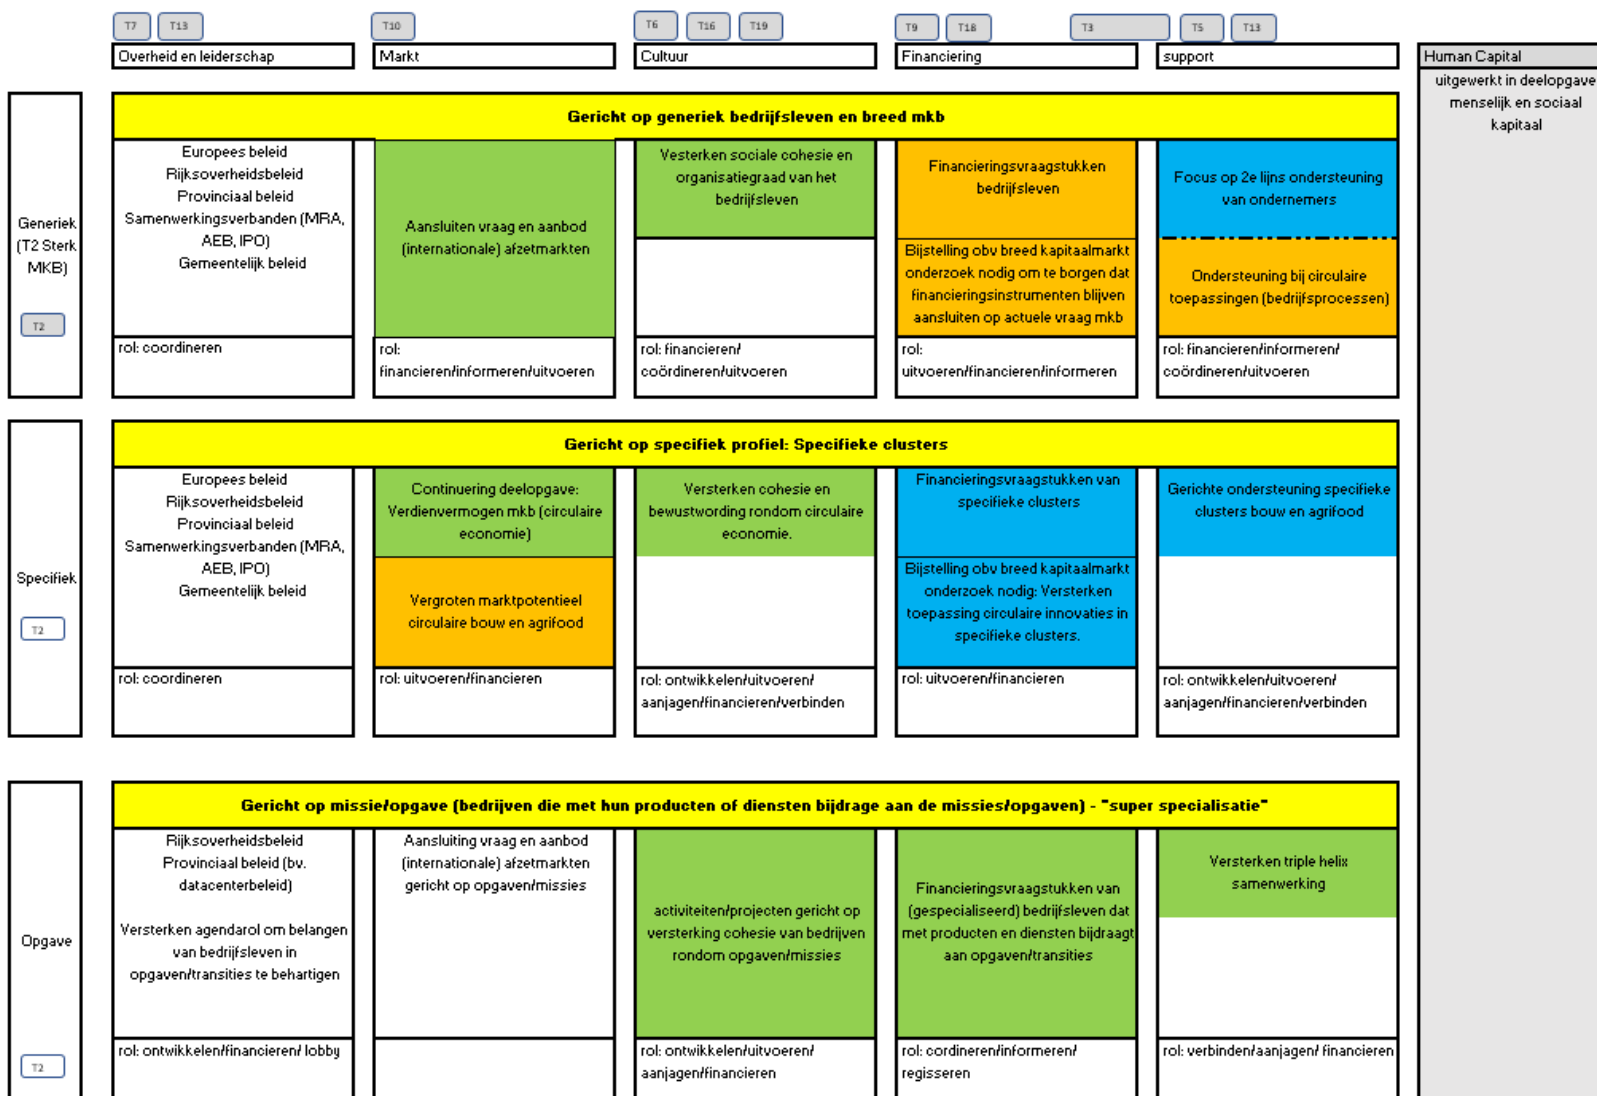 T7 T13 T10 T6 T16 T19 T9 T18 T3 T5 T13
Overheid en leiderschap
Markt
Cultuur
Financiering
support
Human Capital
uitgewerkt in deelopgave
menselijk en sociaal
kapitaal
Generiek
(T2 Sterk
MKB)
T2
Gericht op generiek bedrijfsleven en breed mkb
Europees beleid
Rijksoverheidsbeleid
Provinciaal beleid
Samenwerkingsverbanden (MRA,
AEB, IPO)
Gemeentelijk beleid
rol: coordineren
Aansluiten vraag en aanbod
(internationale) afzetmarkten
rol:
financieren/informeren/uitvoeren
Vesterken sociale cohesie en
organisatiegraad van het
bedrijfsleven
rol: financieren/
coördineren/uitvoeren
Financieringsvraagstukken
bedrijfsleven
Bijstelling obv breed kapitaalmarkt
onderzoek nodig om te borgen dat
financieringsinstrumenten blijven
aansluiten op actuele vraag mkb
rol:
uitvoeren/financieren/informeren
Focus op 2e lijns ondersteuning
van ondernemers
Ondersteuning bij circulaire
toepassingen (bedrijfsprocessen)
rol: financieren/informeren/
coördineren/uitvoeren
Specifiek
T2
Gericht op specifiek profiel: Specifieke clusters
Europees beleid
Rijksoverheidsbeleid
Provinciaal beleid
Samenwerkingsverbanden (MRA,
AEB, IPO)
Gemeentelijk beleid
rol: coordineren
Continuering deelopgave:
Verdienvermogen mkb (circulaire
economie)
Vergroten marktpotentieel
circulaire bouw en agrifood
rol: uitvoeren/financieren
Versterken cohesie en
bewustwording rondom circulaire
economie.
rol: ontwikkelen/uitvoeren/
aanjagen/financieren/verbinden
Financieringsvraagstukken van
specifieke clusters
Bijstelling obv breed kapitaalmarkt
onderzoek nodig: Versterken
toepassing circulaire innovaties in
specifieke clusters.
rol: uitvoeren/financieren
Gerichte ondersteuning specifieke
clusters bouw en agrifood
rol: ontwikkelen/uitvoeren/
aanjagen/financieren/verbinden
Opgave
T2
Gericht op missie/opgave (bedrijven die met hun producten of diensten bijdrage aan de missies/opgaven) - "super specialisatie"
Rijksoverheidsbeleid
Provinciaal beleid (bv.
datacenterbeleid)
Versterken agendarol om belangen
van bedrijfsleven in
opgaven/transities te behartigen
rol: ontwikkelen/financieren/ lobby
Aansluiting vraag en aanbod
(internationale) afzetmarkten
gericht op opgaven/missies
activiteiten/projecten gericht op
versterking cohesie van bedrijven
rondom opgaven/missies
rol: ontwikkelen/uitvoeren/
aanjagen/financieren
Financieringsvraagstukken van
(gespecialiseerd) bedrijfsleven dat
met producten en diensten bijdraagt
aan opgaven/transities
rol: cordineren/informeren/
regisseren
Versterken triple helix
samenwerking
rol: verbinden/aanjagen/ financieren